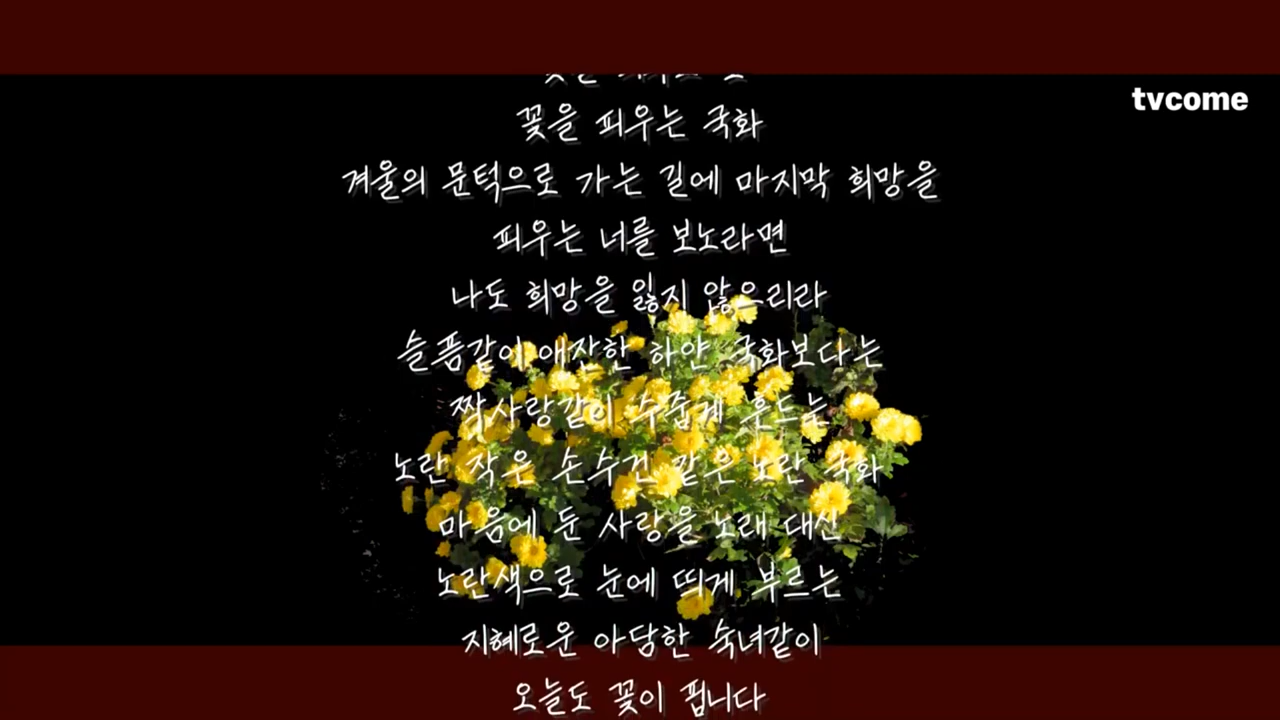 tvcome
꽃을 피우는 국화
겨울의 문턱으로 가는 길에 마지막 희망을
피우는 너를 보노라면
나도 희망을 잃지 않으리라
슬픔같이 애잔한 하얀 국화보다는
짝사랑같이 수줍게 흔드는
노란 작은 손수건 같은 노란 국화
마음에 둔 사랑을 노래 대신
노란색으로 눈에 띄게 부르는
지혜로운 아담한 숙녀같이
오늘도 꽃이 핍니다